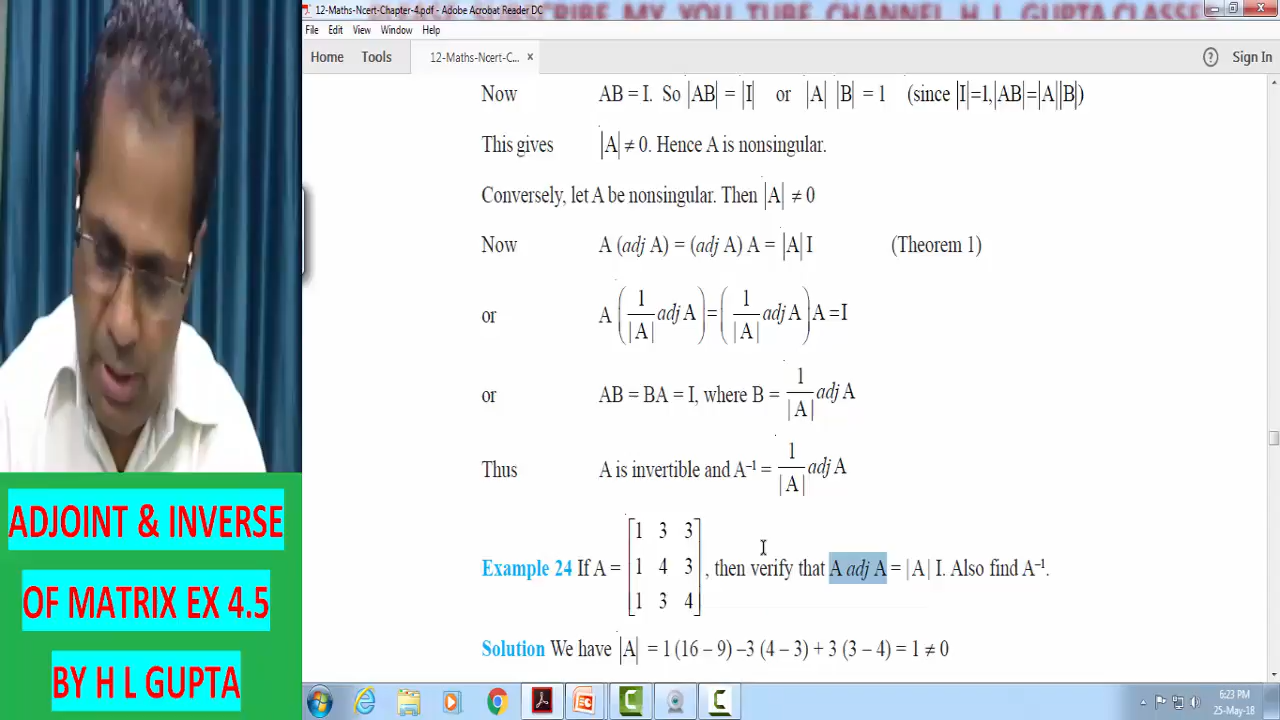 SUBSCRIBE MY YOUTUBE CHANNEL H L GUPTA CLASSES
12-Maths-Ncert-Chapter-4.pdf - Adobe Acrobat Reader DC
File Edit View Window Help
Home Tools 12-Maths-Ncert-C... × Sign In
Now AB = I. So |AB| = |I| or |A| |B| = 1 (since |I|=1,|AB|=|A||B|)
This gives |A| ≠ 0. Hence A is nonsingular.
Conversely, let A be nonsingular. Then |A| ≠ 0
Now A (adj A) = (adj A) A = |A| I (Theorem 1)
or A (1/|A| adj A) = (1/|A| adj A) A = I
or AB = BA = I, where B = 1/|A| adj A
Thus A is invertible and A⁻¹ = 1/|A| adj A
1 3 3
Example 24 If A = 1 4 3 , then verify that A adj A = |A| I. Also find A⁻¹.
1 3 4
Solution We have |A| = 1 (16 – 9) –3 (4 – 3) + 3 (3 – 4) = 1 ≠ 0
ADJOINT & INVERSE
OF MATRIX EX 4.5
BY H L GUPTA
6:23 PM
25-May-18